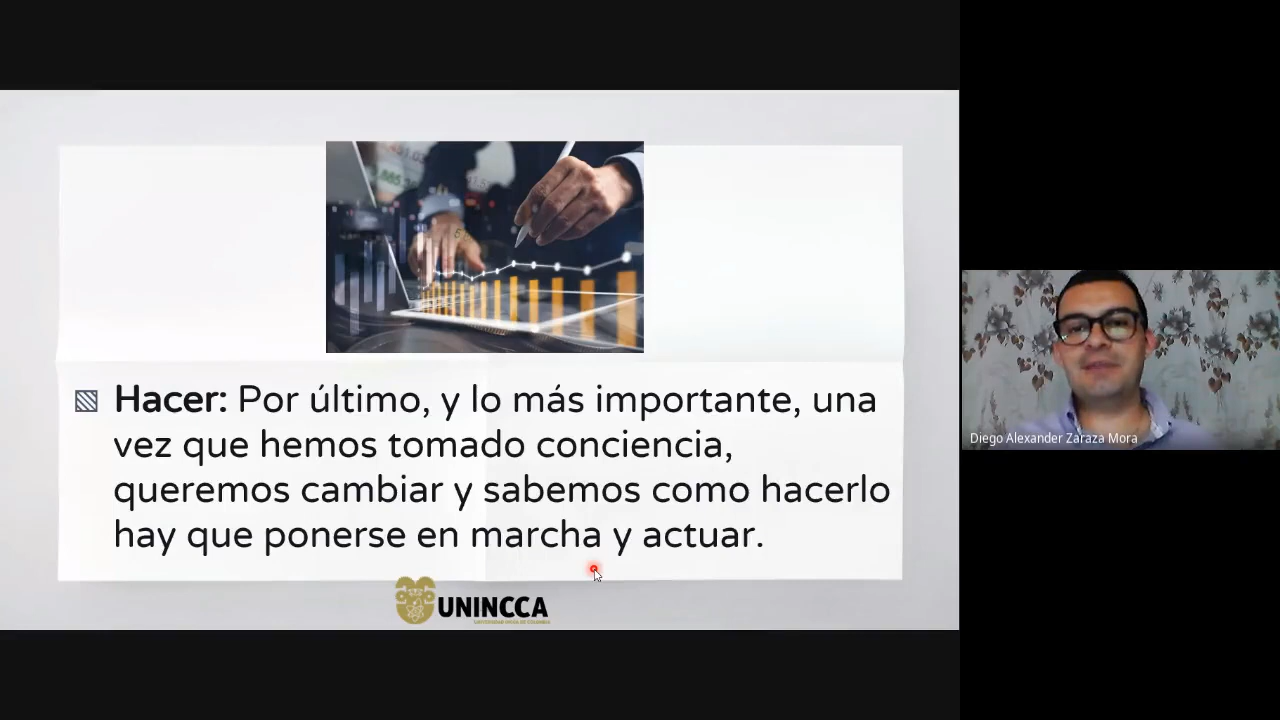 Hacer: Por último, y lo más importante, una
vez que hemos tomado conciencia,
queremos cambiar y sabemos como hacerlo
hay que ponerse en marcha y actuar.
UNINCCA
Diego Alexander Zaraza Mora